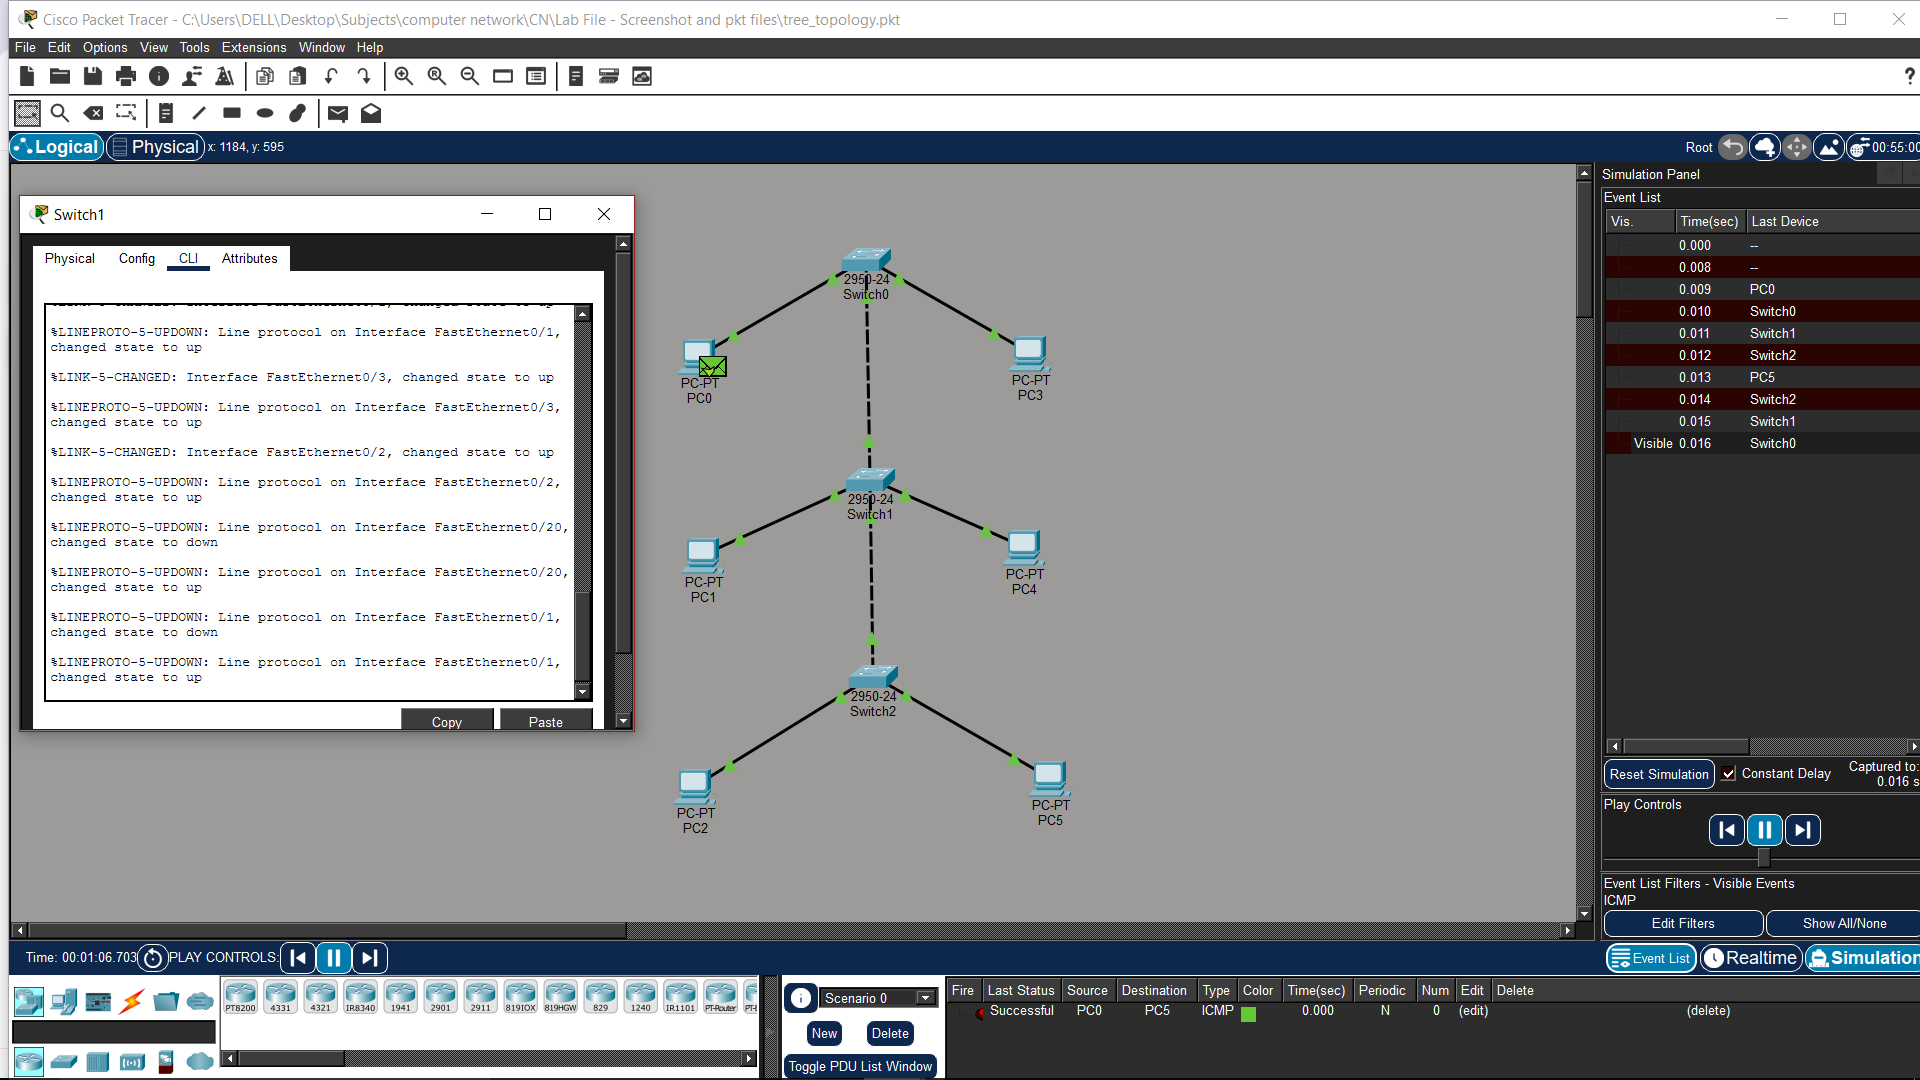 Cisco Packet Tracer - C:\Users\DELL\Desktop\Subjects\computer network\CN\Lab File - Screenshot and pkt files\tree_topology.pkt
File Edit Options View Tools Extensions Window Help
?
Logical Physical x: 1184, y: 595
Root 00:55:00
Switch1
Physical Config CLI Attributes
%LINEPROTO-5-UPDOWN: Line protocol on Interface FastEthernet0/1,
changed state to up
%LINK-5-CHANGED: Interface FastEthernet0/3, changed state to up
%LINEPROTO-5-UPDOWN: Line protocol on Interface FastEthernet0/3,
changed state to up
%LINK-5-CHANGED: Interface FastEthernet0/2, changed state to up
%LINEPROTO-5-UPDOWN: Line protocol on Interface FastEthernet0/2,
changed state to up
%LINEPROTO-5-UPDOWN: Line protocol on Interface FastEthernet0/20,
changed state to down
%LINEPROTO-5-UPDOWN: Line protocol on Interface FastEthernet0/20,
changed state to up
%LINEPROTO-5-UPDOWN: Line protocol on Interface FastEthernet0/1,
changed state to down
%LINEPROTO-5-UPDOWN: Line protocol on Interface FastEthernet0/1,
changed state to up
Copy Paste
2950-24
Switch0
PC-PT
PC0
PC-PT
PC3
2950-24
Switch1
PC-PT
PC1
PC-PT
PC4
2950-24
Switch2
PC-PT
PC2
PC-PT
PC5
Simulation Panel
Event List
Vis. Time(sec) Last Device
0.000 --
0.008 --
0.009 PC0
0.010 Switch0
0.011 Switch1
0.012 Switch2
0.013 PC5
0.014 Switch2
0.015 Switch1
Visible 0.016 Switch0
Reset Simulation Constant Delay Captured to:
0.016 s
Play Controls
Event List Filters - Visible Events
ICMP
Edit Filters Show All/None
Time: 00:01:06.703 PLAY CONTROLS:
Event List Realtime Simulation
PT8200 4331 4321 IR8340 1941 2901 2911 819IOX 819HGW 829 1240 IR1101 PT-Router
Scenario 0
New Delete
Toggle PDU List Window
Fire Last Status Source Destination Type Color Time(sec) Periodic Num Edit Delete
Successful PC0 PC5 ICMP 0.000 N 0 (edit) (delete)